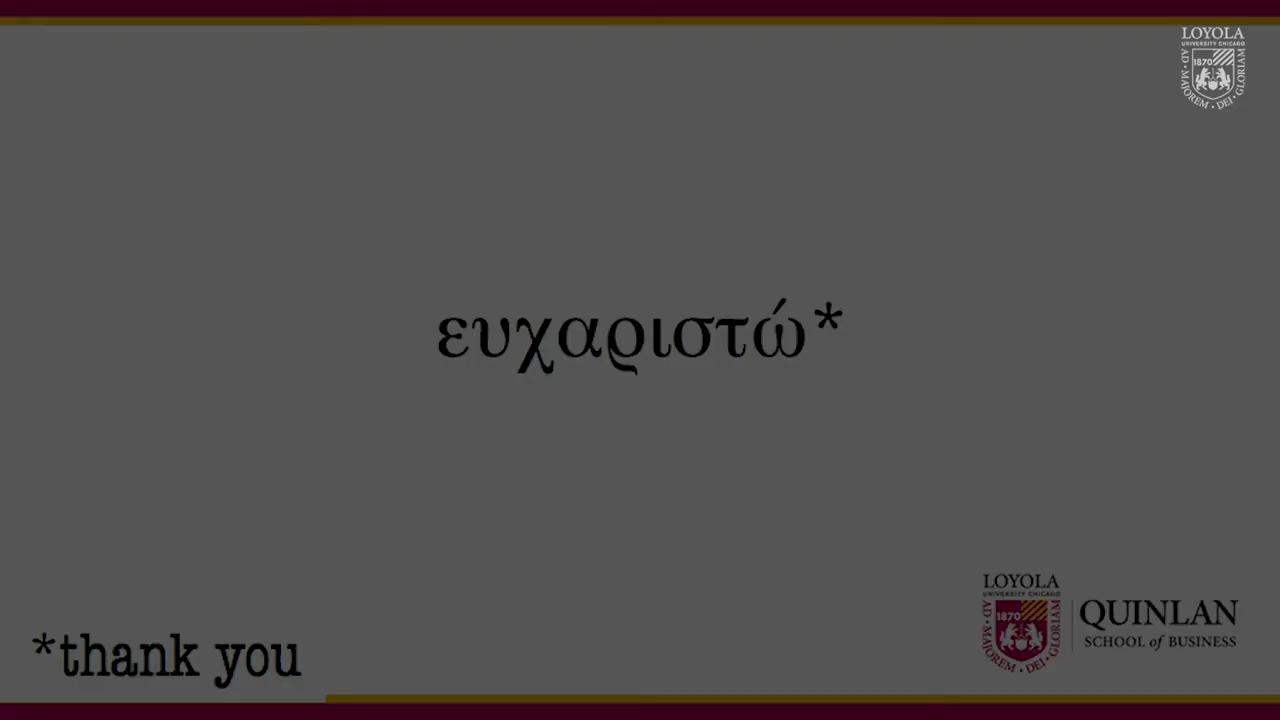 LOYOLA
UNIVERSITY CHICAGO
1870
AD • MAJOREM • DEI • GLORIAM
ευχαριστώ*
*thank you
LOYOLA
UNIVERSITY CHICAGO
1870
AD • MAJOREM • DEI • GLORIAM
QUINLAN
SCHOOL of BUSINESS